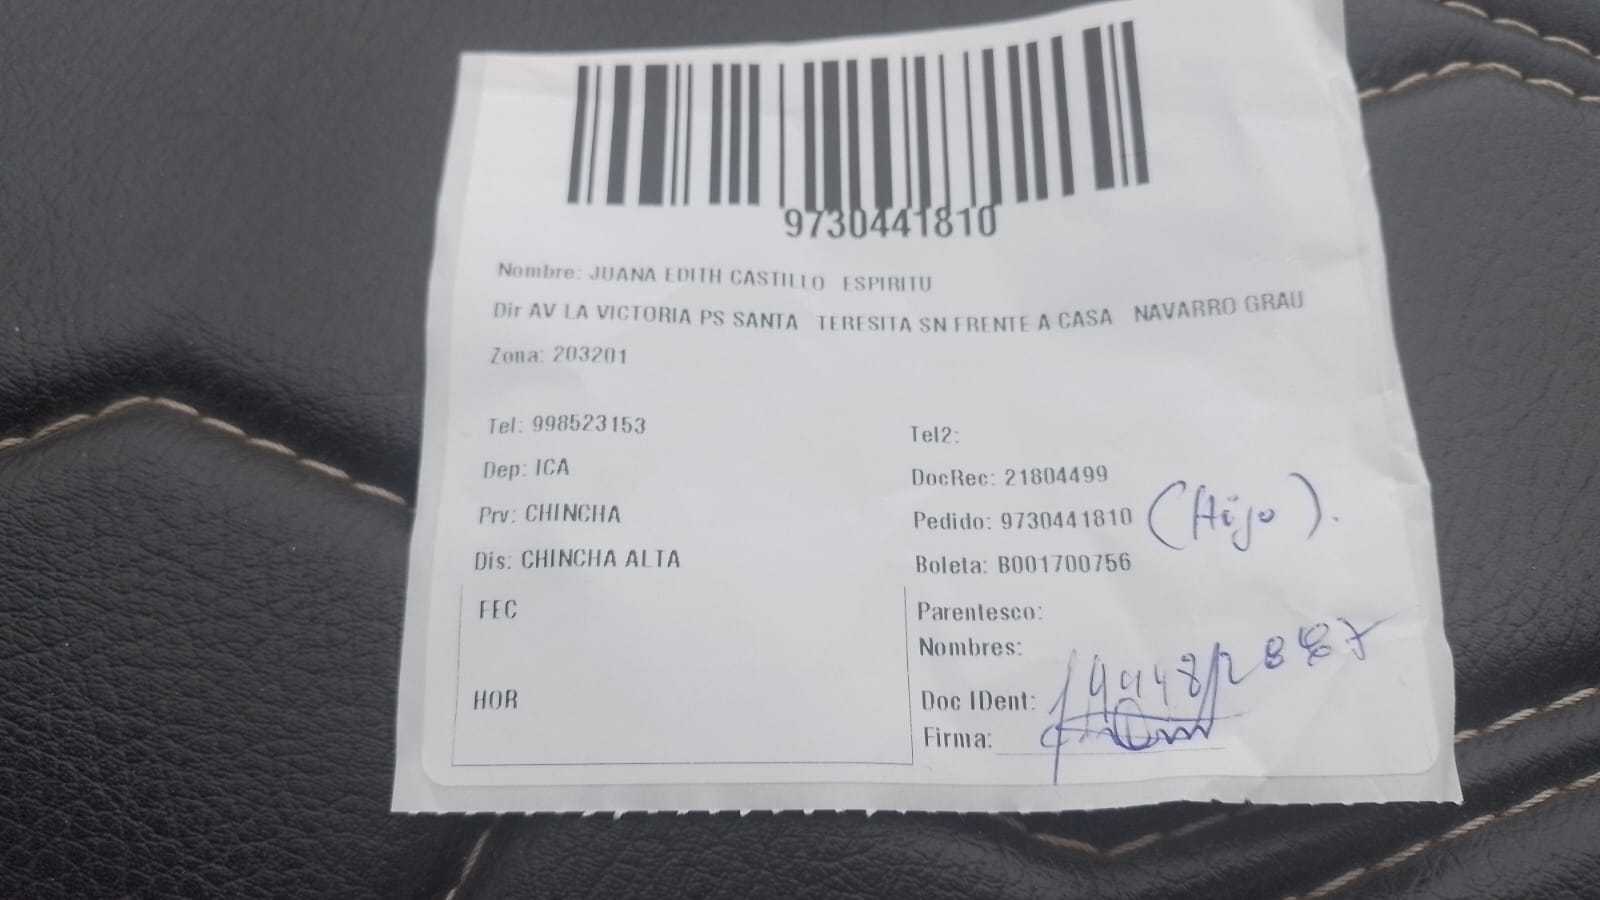 9730441810
Nombre: JUANA EDITH CASTILLO ESPIRITU
Dir AV LA VICTORIA PS SANTA TERESITA SN FRENTE A CASA NAVARRO GRAU
Zona: 203201
Tel: 998523153
Tel2:
Dep: ICA
DocRec: 21804499
Prv: CHINCHA
Pedido: 9730441810 (Hijo).
Dis: CHINCHA ALTA
Boleta: B001700756
FEC
Parentesco:
Nombres:
HOR
Doc IDent:
Firma: